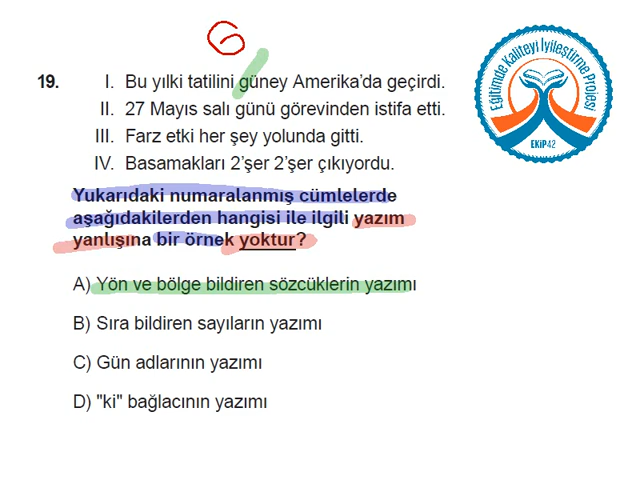 G
19. I. Bu yılki tatilini güney Amerika'da geçirdi.
II. 27 Mayıs salı günü görevinden istifa etti.
III. Farz etki her şey yolunda gitti.
IV. Basamakları 2'şer 2'şer çıkıyordu.
Yukarıdaki numaralanmış cümlelerde
aşağıdakilerden hangisi ile ilgili yazım
yanlışına bir örnek yoktur?
A) Yön ve bölge bildiren sözcüklerin yazımı
B) Sıra bildiren sayıların yazımı
C) Gün adlarının yazımı
D) "ki" bağlacının yazımı
Eğitimde Kaliteyi İyileştirme Projesi
EKİP42